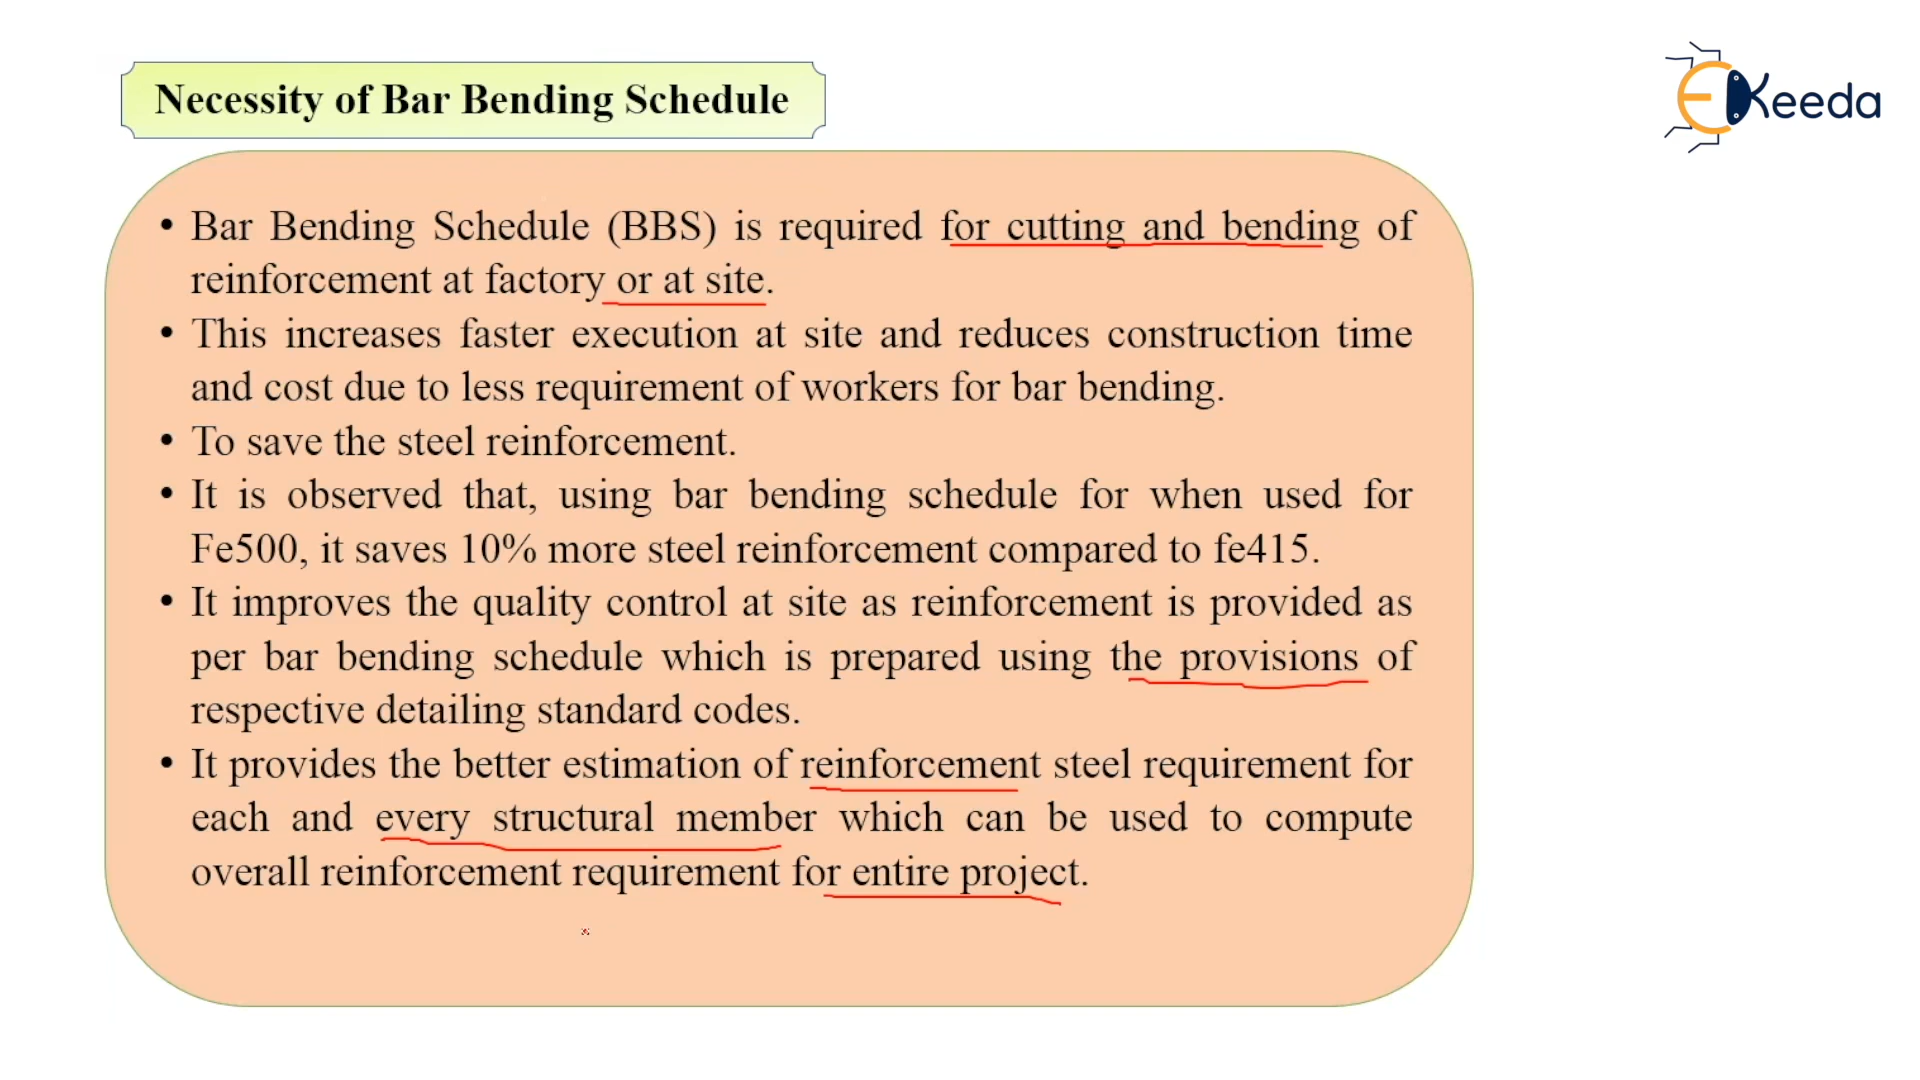 Necessity of Bar Bending Schedule
EKeeda
• Bar Bending Schedule (BBS) is required for cutting and bending of
reinforcement at factory or at site.
• This increases faster execution at site and reduces construction time
and cost due to less requirement of workers for bar bending.
• To save the steel reinforcement.
• It is observed that, using bar bending schedule for when used for
Fe500, it saves 10% more steel reinforcement compared to fe415.
• It improves the quality control at site as reinforcement is provided as
per bar bending schedule which is prepared using the provisions of
respective detailing standard codes.
• It provides the better estimation of reinforcement steel requirement for
each and every structural member which can be used to compute
overall reinforcement requirement for entire project.